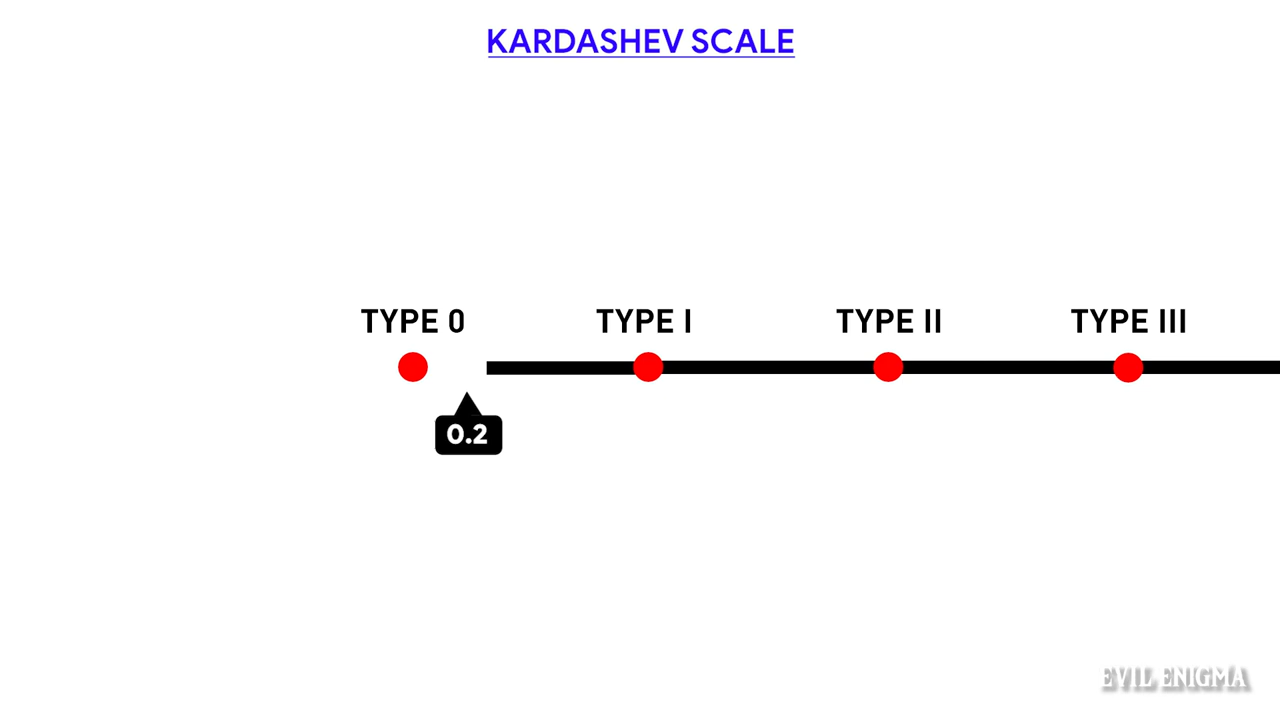 KARDASHEV SCALE
TYPE 0 TYPE I TYPE II TYPE III
0.2
EVIL ENIGMA